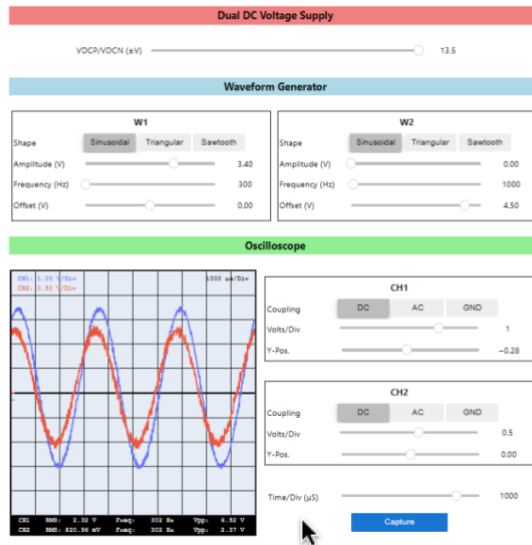 Dual DC Voltage Supply
VDCP/VDCN (±V) 13.5
Waveform Generator
W1
Shape Sinusoidal Triangular Sawtooth
Amplitude (V) 3.40
Frequency (Hz) 300
Offset (V) 0.00
W2
Shape Sinusoidal Triangular Sawtooth
Amplitude (V) 0.00
Frequency (Hz) 1000
Offset (V) 4.50
Oscilloscope
CH1: 1.00 V/Div 1000 µs/Div
CH2: 0.50 V/Div
CH1 RMS: 2.32 V Freq: 302 Hz Vpp: 6.52 V
CH2 RMS: 820.96 mV Freq: 302 Hz Vpp: 2.37 V
CH1
Coupling DC AC GND
Volts/Div 1
Y-Pos. −0.28
CH2
Coupling DC AC GND
Volts/Div 0.5
Y-Pos. 0.00
Time/Div (µS) 1000
Capture